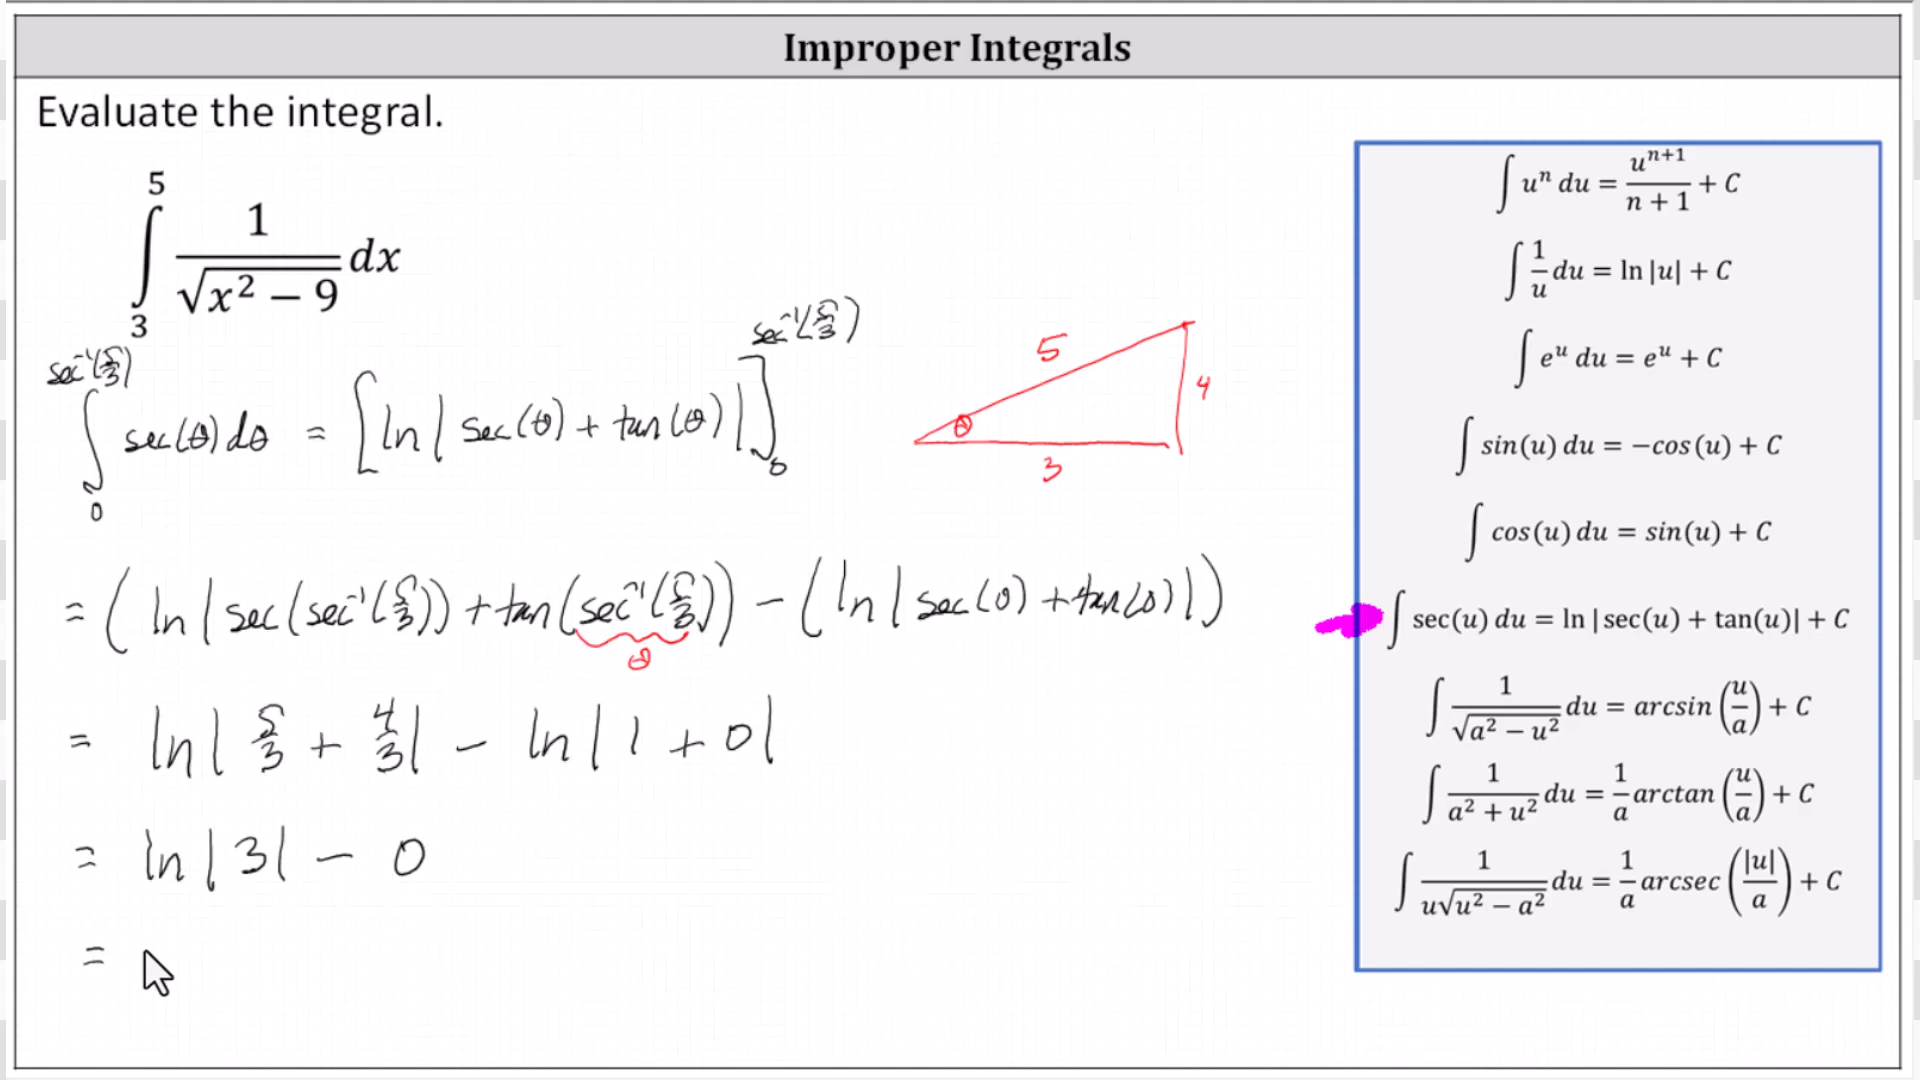 Improper Integrals
Evaluate the integral.
∫₃⁵ 1/√(x² − 9) dx
∫₀^(sec⁻¹(5/3)) sec(θ) dθ = [ln|sec(θ) + tan(θ)|]₀^(sec⁻¹(5/3))
5
4
θ
3
= (ln|sec(sec⁻¹(5/3)) + tan(sec⁻¹(5/3))) − (ln|sec(0) + tan(0)|)
θ
= ln|5/3 + 4/3| − ln|1 + 0|
= ln|3| − 0
=
∫ uⁿ du = uⁿ⁺¹/(n + 1) + C
∫ 1/u du = ln|u| + C
∫ eᵘ du = eᵘ + C
∫ sin(u) du = −cos(u) + C
∫ cos(u) du = sin(u) + C
∫ sec(u) du = ln|sec(u) + tan(u)| + C
∫ 1/√(a² − u²) du = arcsin(u/a) + C
∫ 1/(a² + u²) du = 1/a arctan(u/a) + C
∫ 1/(u√(u² − a²)) du = 1/a arcsec(|u|/a) + C